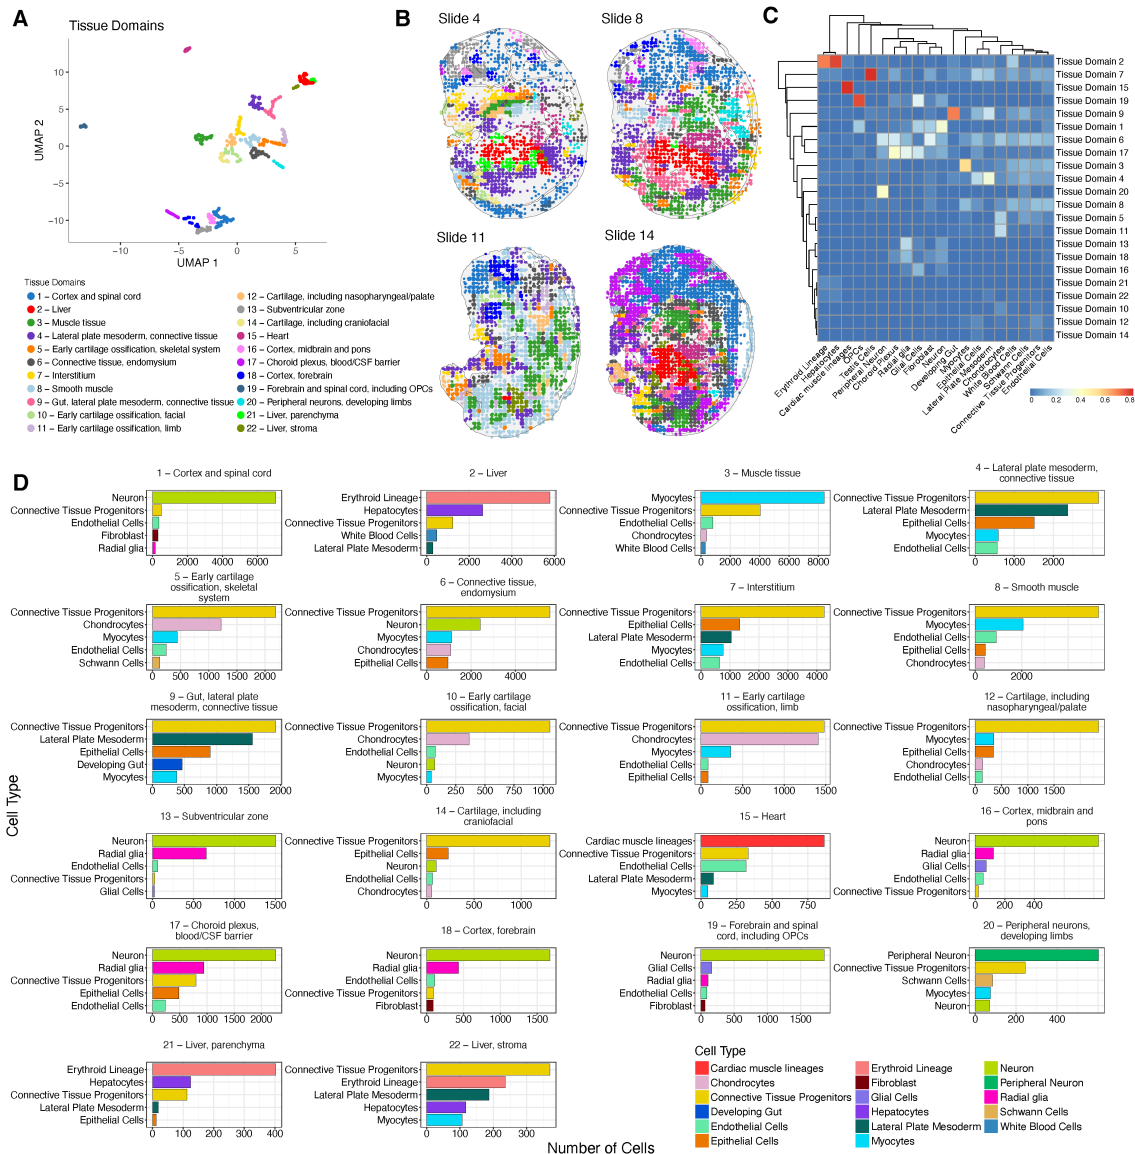 A
Tissue Domains
UMAP 2
10
5
0
−5
−10
−10
−5
0
5
UMAP 1
Tissue Domains
1 − Cortex and spinal cord
2 − Liver
3 − Muscle tissue
4 − Lateral plate mesoderm, connective tissue
5 − Early cartilage ossification, skeletal system
6 − Connective tissue, endomysium
7 − Interstitium
8 − Smooth muscle
9 − Gut, lateral plate mesoderm, connective tissue
10 − Early cartilage ossification, facial
11 − Early cartilage ossification, limb
12 − Cartilage, including nasopharyngeal/palate
13 − Subventricular zone
14 − Cartilage, including craniofacial
15 − Heart
16 − Cortex, midbrain and pons
17 − Choroid plexus, blood/CSF barrier
18 − Cortex, forebrain
19 − Forebrain and spinal cord, including OPCs
20 − Peripheral neurons, developing limbs
21 − Liver, parenchyma
22 − Liver, stroma
B
Slide 4
Slide 8
Slide 11
Slide 14
C
Tissue Domain 2
Tissue Domain 7
Tissue Domain 15
Tissue Domain 19
Tissue Domain 9
Tissue Domain 1
Tissue Domain 6
Tissue Domain 17
Tissue Domain 3
Tissue Domain 4
Tissue Domain 20
Tissue Domain 8
Tissue Domain 5
Tissue Domain 11
Tissue Domain 13
Tissue Domain 18
Tissue Domain 16
Tissue Domain 21
Tissue Domain 22
Tissue Domain 10
Tissue Domain 12
Tissue Domain 14
Erythroid Lineage
Hepatocytes
Cardiac muscle lineages
OPCs
Testis Cells
Peripheral Neuron
Choroid Plexus
Radial glia
Glial Cells
Fibroblast
Neuron
Developing Gut
Myocytes
Epithelial Cells
Lateral Plate Mesoderm
Chondrocytes
White Blood Cells
Schwann Cells
Connective Tissue Progenitors
Endothelial Cells
0 0.4 0.8
D
Cell Type
1 − Cortex and spinal cord
Neuron
Connective Tissue Progenitors
Endothelial Cells
Fibroblast
Radial glia
0 2000 4000 6000
2 − Liver
Erythroid Lineage
Hepatocytes
Connective Tissue Progenitors
White Blood Cells
Lateral Plate Mesoderm
0 2000 4000 6000
3 − Muscle tissue
Myocytes
Connective Tissue Progenitors
Endothelial Cells
Chondrocytes
White Blood Cells
0 2000 4000 6000 8000
4 − Lateral plate mesoderm,
connective tissue
Connective Tissue Progenitors
Lateral Plate Mesoderm
Epithelial Cells
Myocytes
Endothelial Cells
0 1000 2000
5 − Early cartilage
ossification, skeletal
system
Connective Tissue Progenitors
Chondrocytes
Myocytes
Endothelial Cells
Schwann Cells
0 500 1000 1500 2000
6 − Connective tissue,
endomysium
Connective Tissue Progenitors
Neuron
Myocytes
Chondrocytes
Epithelial Cells
0 2000 4000
7 − Interstitium
Connective Tissue Progenitors
Epithelial Cells
Lateral Plate Mesoderm
Myocytes
Endothelial Cells
0 1000 2000 3000 4000
8 − Smooth muscle
Connective Tissue Progenitors
Myocytes
Endothelial Cells
Epithelial Cells
Chondrocytes
0 2000
9 − Gut, lateral plate
mesoderm, connective tissue
Connective Tissue Progenitors
Lateral Plate Mesoderm
Epithelial Cells
Developing Gut
Myocytes
0 500 1000 1500 2000
10 − Early cartilage
ossification, facial
Connective Tissue Progenitors
Chondrocytes
Endothelial Cells
Neuron
Myocytes
0 250 500 750 1000
11 − Early cartilage
ossification, limb
Connective Tissue Progenitors
Chondrocytes
Myocytes
Endothelial Cells
Epithelial Cells
0 500 1000 1500
12 − Cartilage, including
nasopharyngeal/palate
Connective Tissue Progenitors
Myocytes
Epithelial Cells
Chondrocytes
Endothelial Cells
0 500 1000 1500
13 − Subventricular zone
Neuron
Radial glia
Endothelial Cells
Connective Tissue Progenitors
Glial Cells
0 500 1000 1500
14 − Cartilage, including
craniofacial
Connective Tissue Progenitors
Epithelial Cells
Neuron
Endothelial Cells
Chondrocytes
0 500 1000
15 − Heart
Cardiac muscle lineages
Connective Tissue Progenitors
Endothelial Cells
Lateral Plate Mesoderm
Myocytes
0 250 500 750
16 − Cortex, midbrain and
pons
Neuron
Radial glia
Glial Cells
Endothelial Cells
Connective Tissue Progenitors
0 200 400 600
17 − Choroid plexus,
blood/CSF barrier
Neuron
Radial glia
Connective Tissue Progenitors
Epithelial Cells
Endothelial Cells
0 500 1000 1500 2000
18 − Cortex, forebrain
Neuron
Radial glia
Endothelial Cells
Connective Tissue Progenitors
Fibroblast
0 500 1000 1500
19 − Forebrain and spinal
cord, including OPCs
Neuron
Glial Cells
Radial glia
Endothelial Cells
Fibroblast
0 500 1000 1500
20 − Peripheral neurons,
developing limbs
Peripheral Neuron
Connective Tissue Progenitors
Schwann Cells
Myocytes
Neuron
0 200 400
21 − Liver, parenchyma
Erythroid Lineage
Hepatocytes
Connective Tissue Progenitors
Lateral Plate Mesoderm
Epithelial Cells
0 100 200 300 400
22 − Liver, stroma
Connective Tissue Progenitors
Erythroid Lineage
Lateral Plate Mesoderm
Hepatocytes
Myocytes
0 100 200 300
Number of Cells
Cell Type
Cardiac muscle lineages
Chondrocytes
Connective Tissue Progenitors
Developing Gut
Endothelial Cells
Epithelial Cells
Erythroid Lineage
Fibroblast
Glial Cells
Hepatocytes
Lateral Plate Mesoderm
Myocytes
Neuron
Peripheral Neuron
Radial glia
Schwann Cells
White Blood Cells